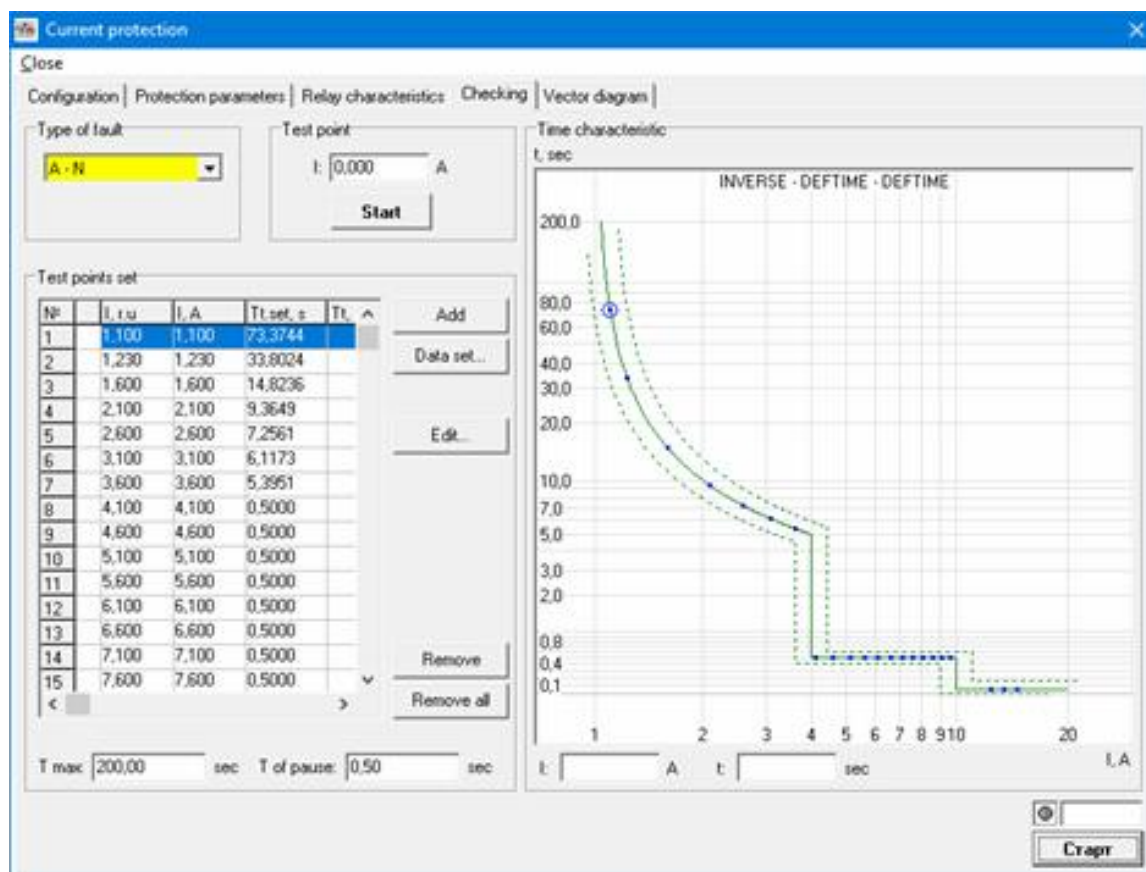 Current protection
Close
Configuration Protection parameters Relay characteristics Checking Vector diagram
Type of fault
A - N
Test point
I: 0,000 A
Start
Test points set
№ I, r.u I, A Tt.set, s Tt,
1 1,100 1,100 73,3744
2 1,230 1,230 33,8024
3 1,600 1,600 14,8236
4 2,100 2,100 9,3649
5 2,600 2,600 7,2561
6 3,100 3,100 6,1173
7 3,600 3,600 5,3951
8 4,100 4,100 0,5000
9 4,600 4,600 0,5000
10 5,100 5,100 0,5000
11 5,600 5,600 0,5000
12 6,100 6,100 0,5000
13 6,600 6,600 0,5000
14 7,100 7,100 0,5000
15 7,600 7,600 0,5000
Add
Data set...
Edit...
Remove
Remove all
T max: 200,00 sec T of pause: 0,50 sec
Time characteristic
t, sec
INVERSE - DEFTIME - DEFTIME
200,0
80,0
60,0
40,0
30,0
20,0
10,0
7,0
5,0
3,0
2,0
0,8
0,4
0,1
1 2 3 4 5 6 7 8 9 10 20
I: A t: sec
I, A
Старт